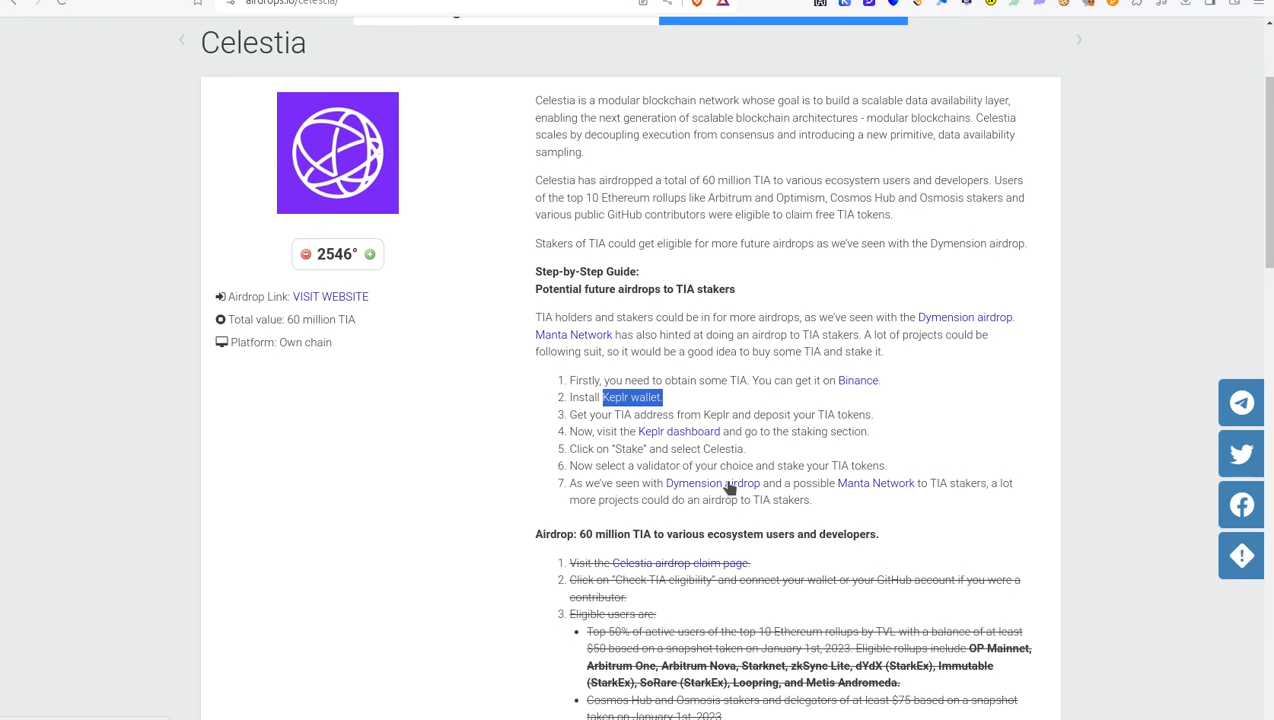 airdrops.io/celestia/
Celestia
Celestia is a modular blockchain network whose goal is to build a scalable data availability layer,
enabling the next generation of scalable blockchain architectures - modular blockchains. Celestia
scales by decoupling execution from consensus and introducing a new primitive, data availability
sampling.
Celestia has airdropped a total of 60 million TIA to various ecosystem users and developers. Users
of the top 10 Ethereum rollups like Arbitrum and Optimism, Cosmos Hub and Osmosis stakers and
various public GitHub contributors were eligible to claim free TIA tokens.
2546°
Stakers of TIA could get eligible for more future airdrops as we've seen with the Dymension airdrop.
Step-by-Step Guide:
Potential future airdrops to TIA stakers
Airdrop Link: VISIT WEBSITE
Total value: 60 million TIA
Platform: Own chain
TIA holders and stakers could be in for more airdrops, as we've seen with the Dymension airdrop.
Manta Network has also hinted at doing an airdrop to TIA stakers. A lot of projects could be
following suit, so it would be a good idea to buy some TIA and stake it.
1. Firstly, you need to obtain some TIA. You can get it on Binance.
2. Install Keplr wallet.
3. Get your TIA address from Keplr and deposit your TIA tokens.
4. Now, visit the Keplr dashboard and go to the staking section.
5. Click on "Stake" and select Celestia.
6. Now select a validator of your choice and stake your TIA tokens.
7. As we've seen with Dymension airdrop and a possible Manta Network to TIA stakers, a lot
more projects could do an airdrop to TIA stakers.
Airdrop: 60 million TIA to various ecosystem users and developers.
1. Visit the Celestia airdrop claim page.
2. Click on "Check TIA eligibility" and connect your wallet or your GitHub account if you were a
contributor.
3. Eligible users are:
• Top 50% of active users of the top 10 Ethereum rollups by TVL with a balance of at least
$50 based on a snapshot taken on January 1st, 2023. Eligible rollups include OP Mainnet,
Arbitrum One, Arbitrum Nova, Starknet, zkSync Lite, dYdX (StarkEx), Immutable
(StarkEx), SoRare (StarkEx), Loopring, and Metis Andromeda.
• Cosmos Hub and Osmosis stakers and delegators of at least $75 based on a snapshot
taken on January 1st, 2023